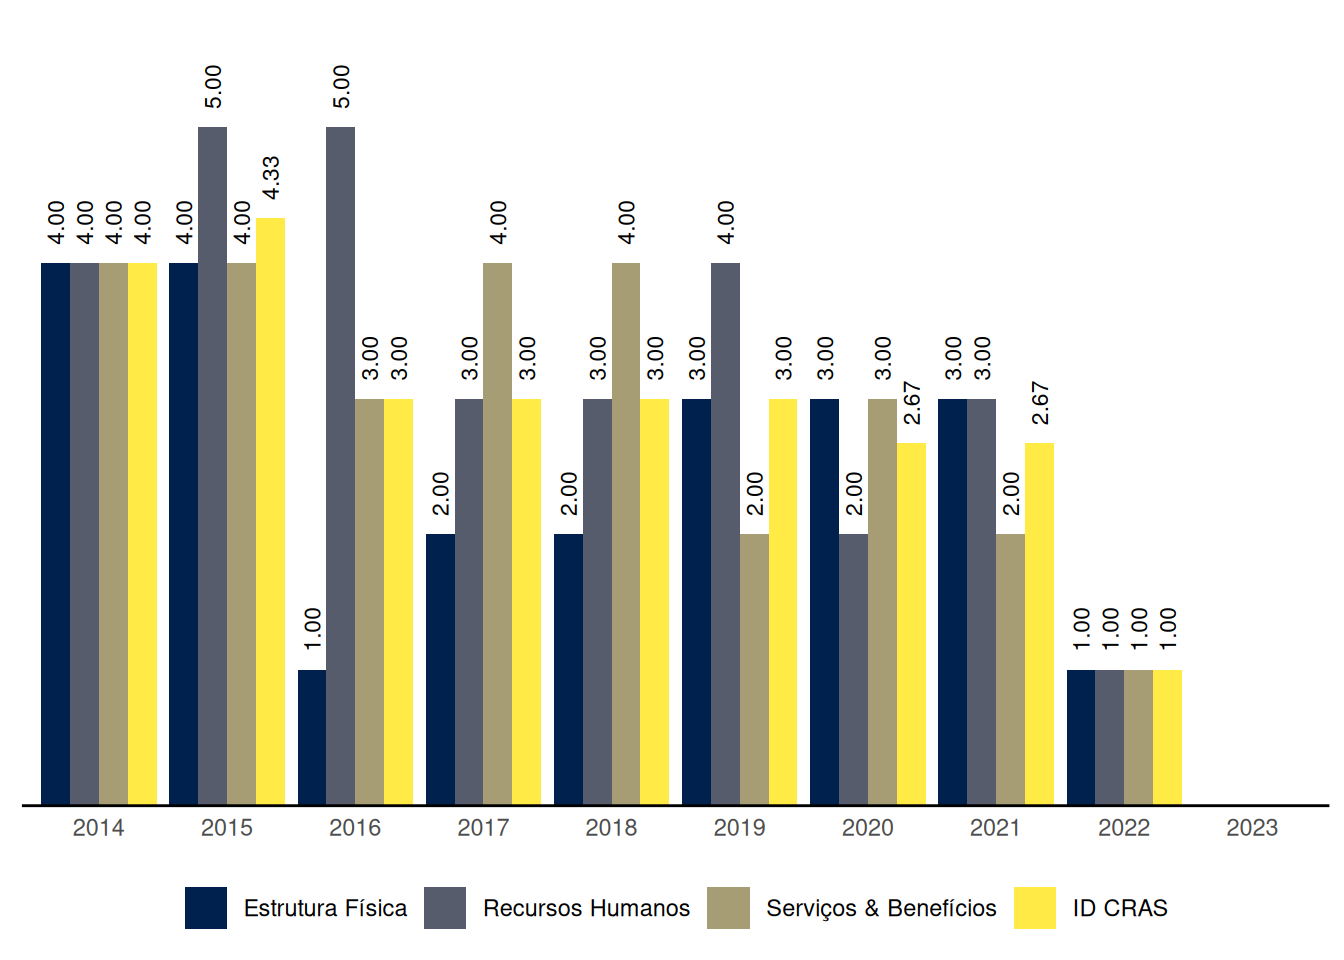 5.00 5.00
4.33
4.00 4.00 4.00 4.00 4.00 4.00 4.00 4.00 4.00
3.00 3.00 3.00 3.00 3.00 3.00 3.00 3.00 3.00 3.00 3.00 3.00
2.67 2.67
2.00 2.00 2.00 2.00 2.00
1.00 1.00 1.00 1.00 1.00
2014 2015 2016 2017 2018 2019 2020 2021 2022 2023
Estrutura Física Recursos Humanos Serviços & Benefícios ID CRAS